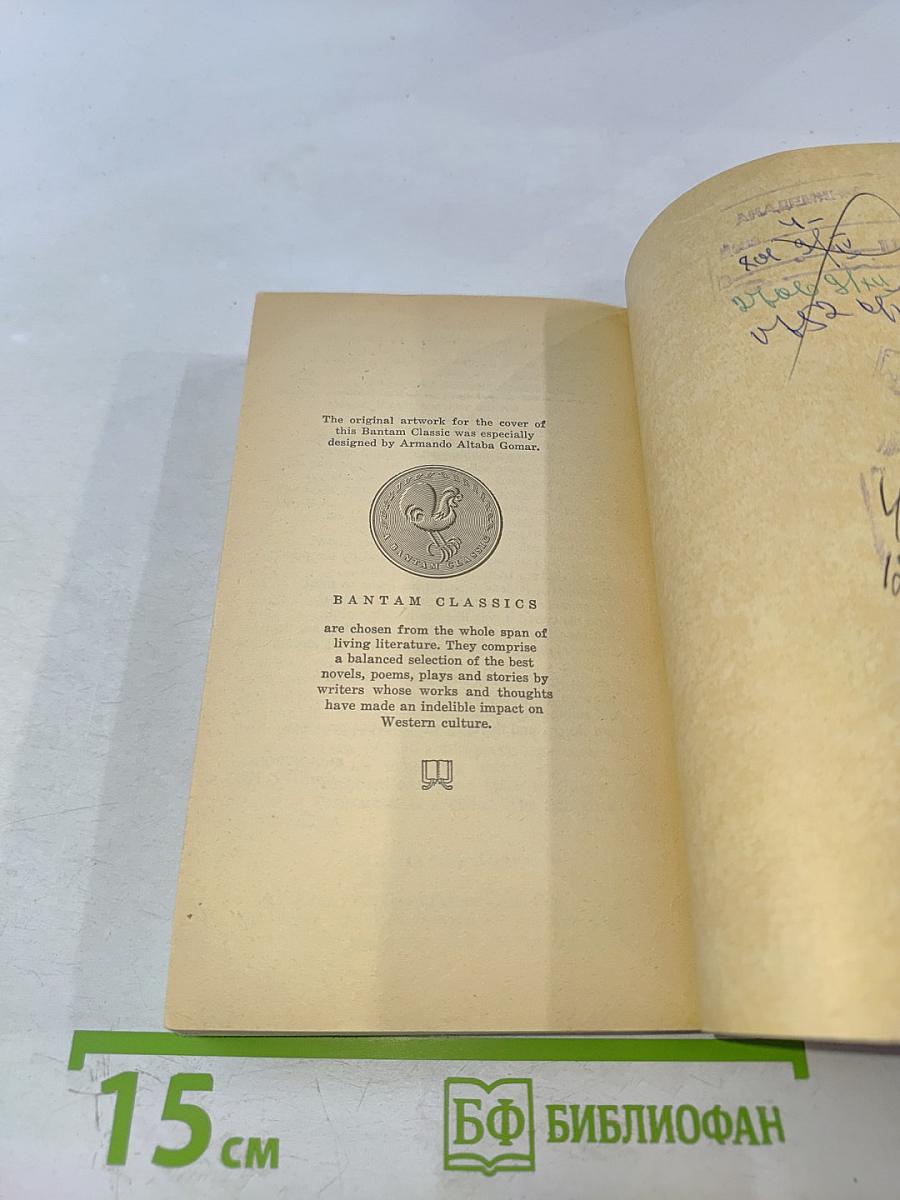 The original artwork for the cover of
this Bantam Classic was especially
designed by Armando Altaba Gomar.
A BANTAM CLASSIC
BANTAM CLASSICS
are chosen from the whole span of
living literature. They comprise
a balanced selection of the best
novels, poems, plays and stories by
writers whose works and thoughts
have made an indelible impact on
Western culture.
15 см
БФ БИБЛИОФАН